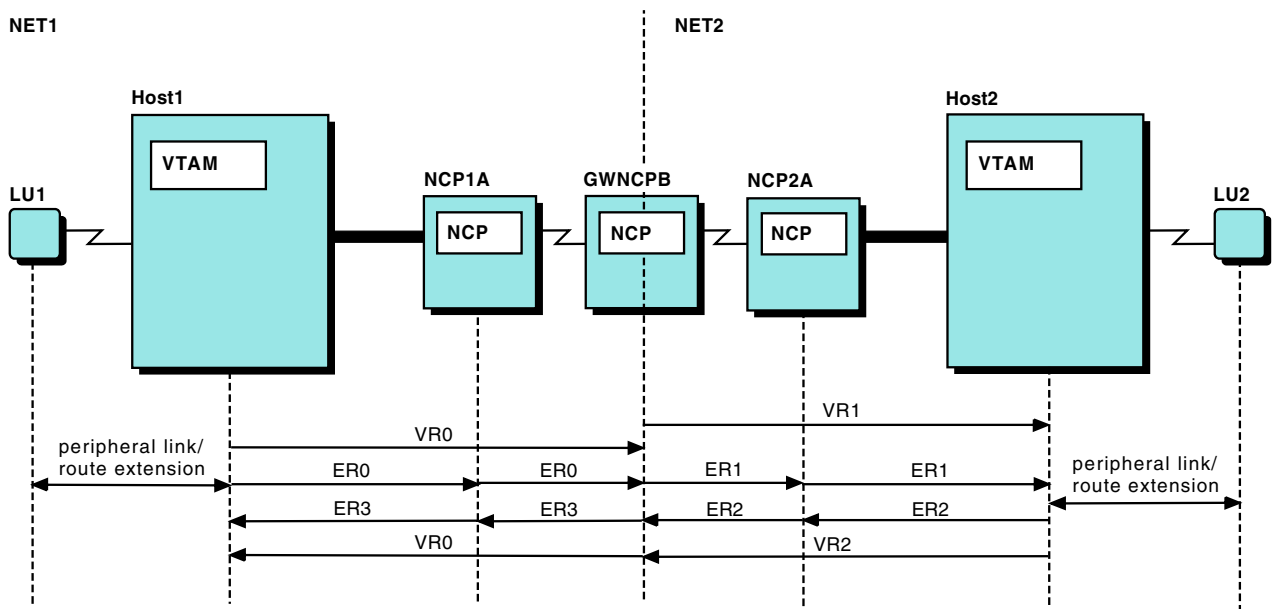 NET1
NET2
Host1
Host2
VTAM
VTAM
LU1
NCP1A
GWNCPB
NCP2A
LU2
NCP
NCP
NCP
VR1
VR0
peripheral link/
route extension
peripheral link/
route extension
ER0
ER0
ER1
ER1
ER3
ER3
ER2
ER2
VR0
VR2